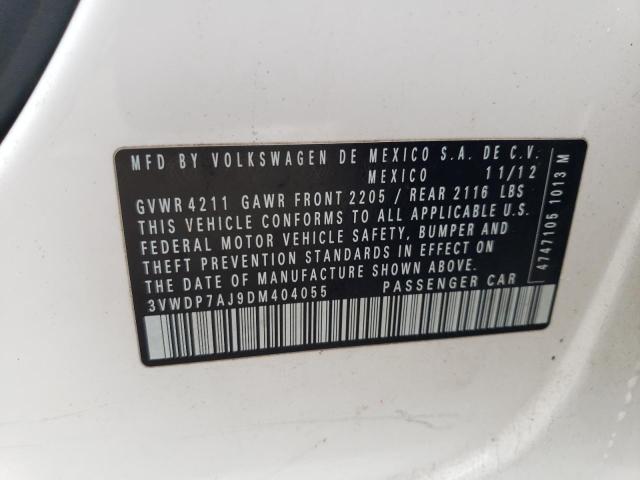 MFD BY VOLKSWAGEN DE MEXICO S.A. DE C.V.
MEXICO 11/12
GVWR 4211 GAWR FRONT 2205 / REAR 2116 LBS
THIS VEHICLE CONFORMS TO ALL APPLICABLE U.S.
FEDERAL MOTOR VEHICLE SAFETY, BUMPER AND
THEFT PREVENTION STANDARDS IN EFFECT ON
THE DATE OF MANUFACTURE SHOWN ABOVE.
3VWDP7AJ9DM404055 PASSENGER CAR
4747105 1013 M